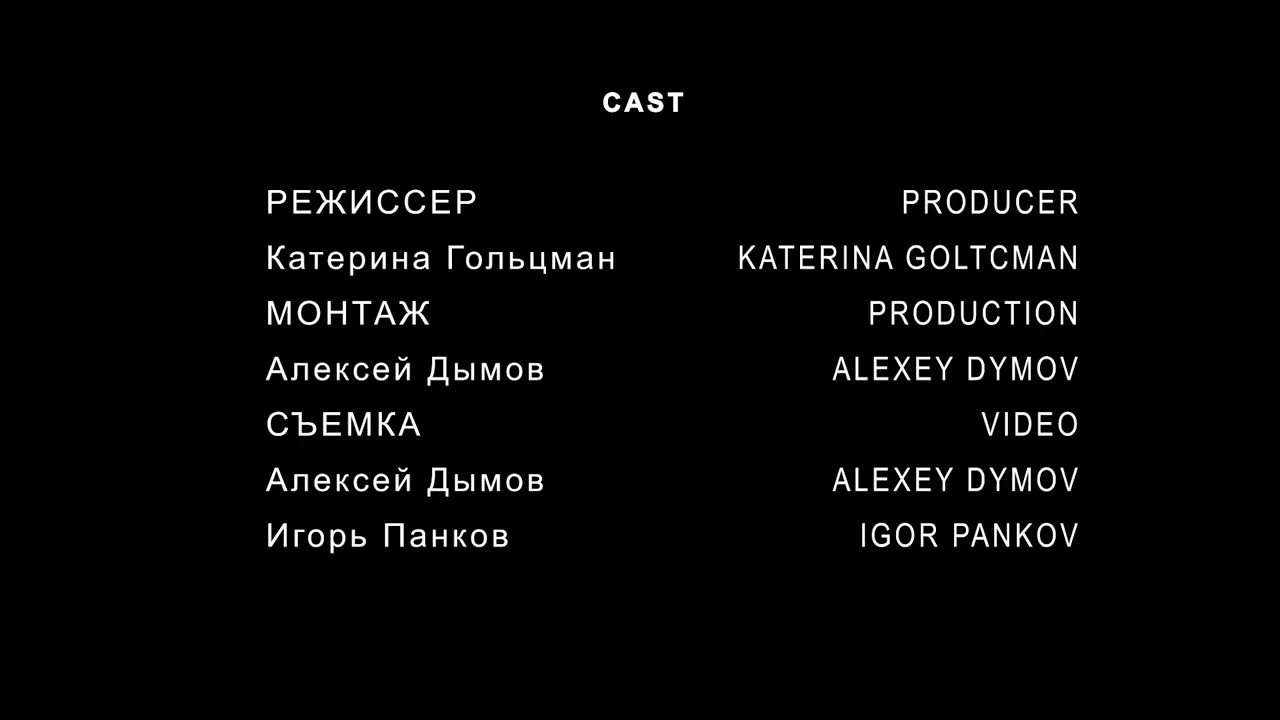 CAST
РЕЖИССЕР PRODUCER
Катерина Гольцман KATERINA GOLTCMAN
МОНТАЖ PRODUCTION
Алексей Дымов ALEXEY DYMOV
СЪЕМКА VIDEO
Алексей Дымов ALEXEY DYMOV
Игорь Панков IGOR PANKOV